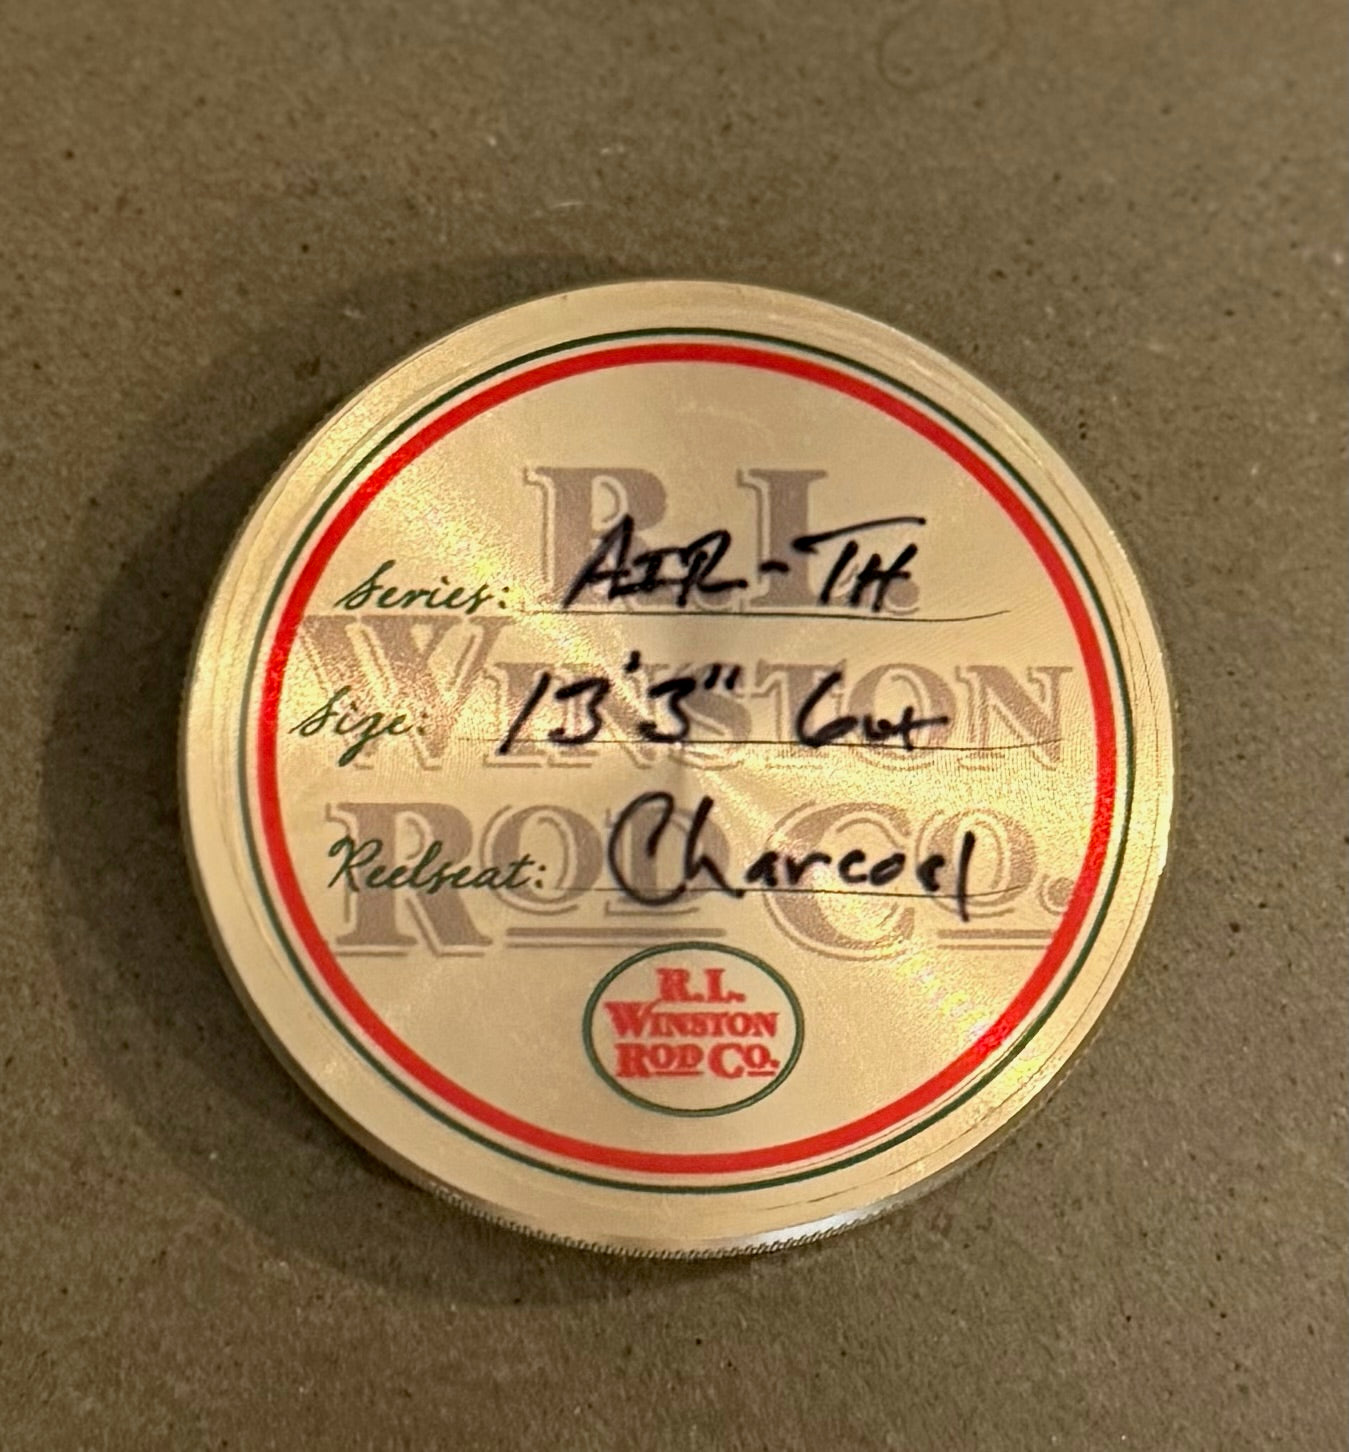 R.L.
WINSTON
ROD CO.
Series: AIR-TH
Size: 13'3" 6wt
Reelseat: Charcoal
R.L.
WINSTON
ROD CO.